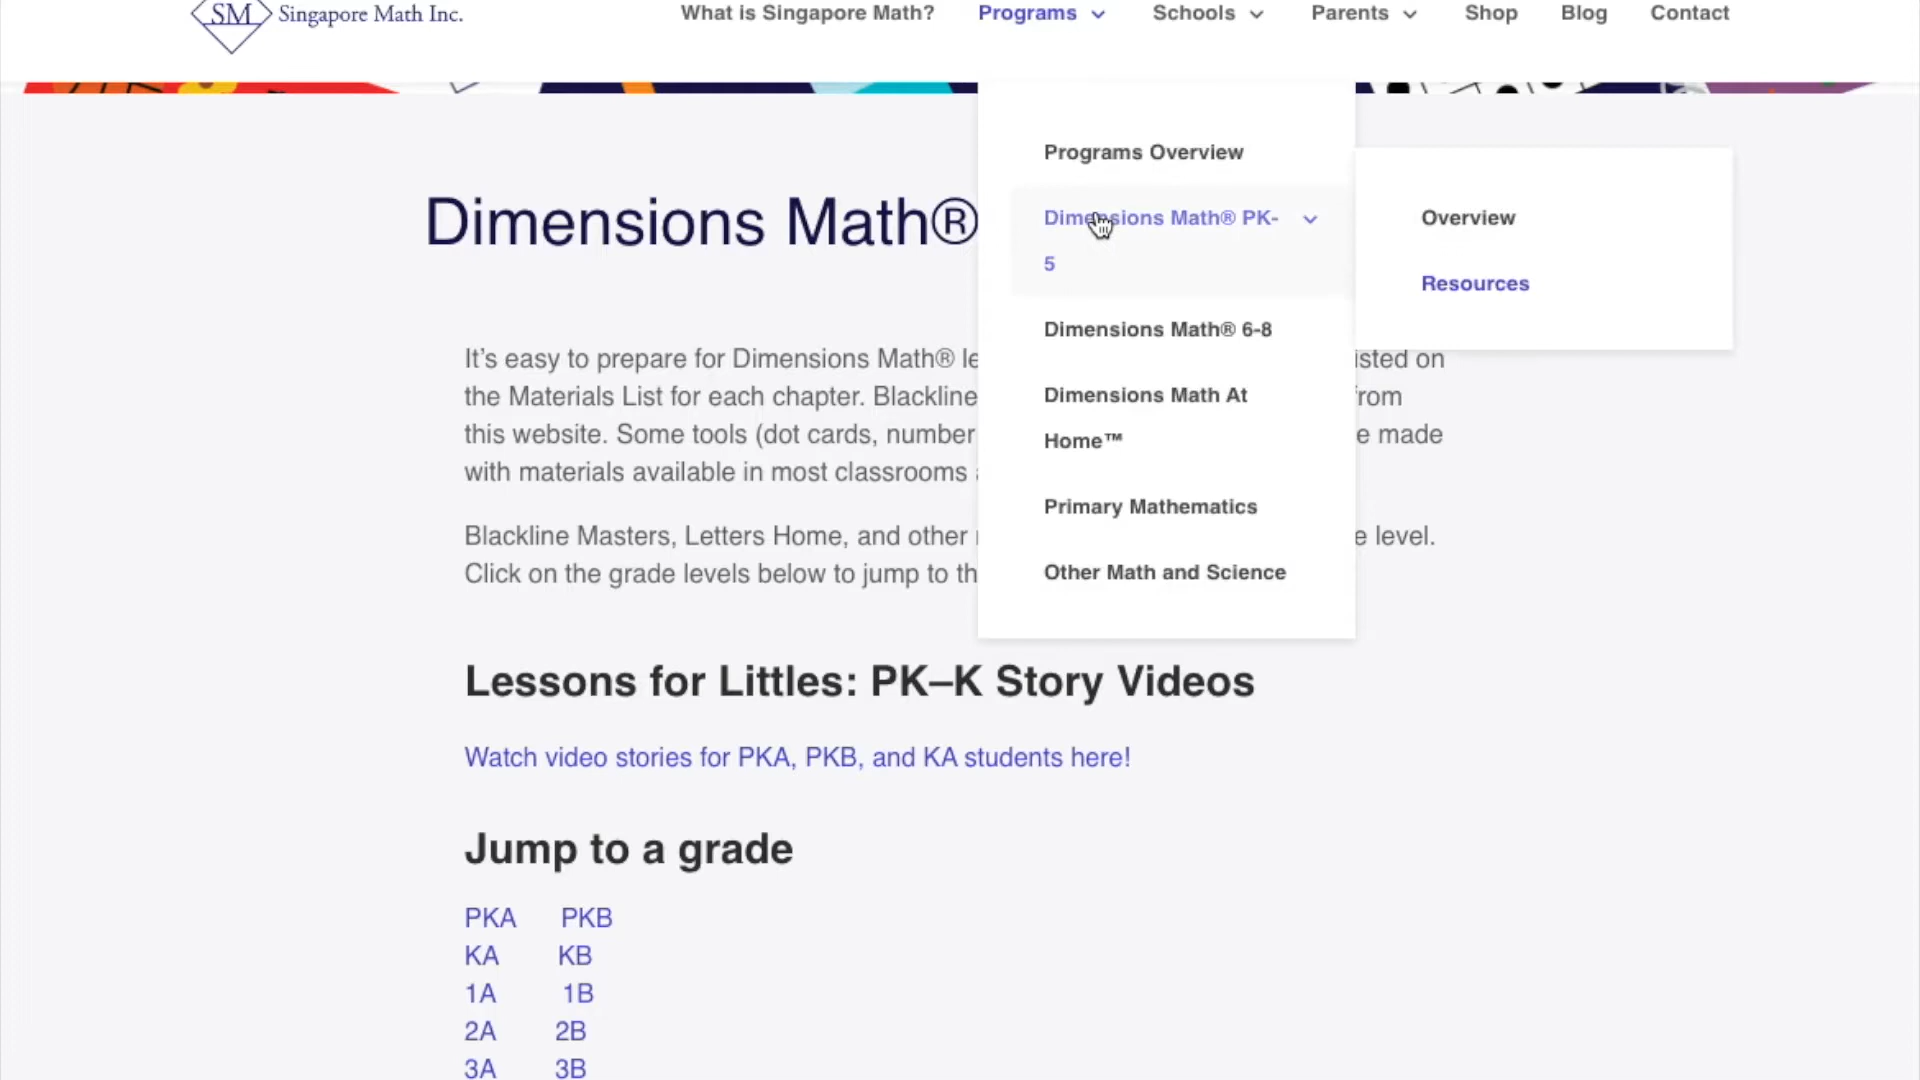 SM Singapore Math Inc.
What is Singapore Math? Programs Schools Parents Shop Blog Contact
Programs Overview
Dimensions Math® PK-
5
Dimensions Math® 6-8
Dimensions Math At
Home™
Primary Mathematics
Other Math and Science
Overview
Resources
Dimensions Math®
It’s easy to prepare for Dimensions Math® le isted on
the Materials List for each chapter. Blackline from
this website. Some tools (dot cards, number e made
with materials available in most classrooms
Blackline Masters, Letters Home, and other e level.
Click on the grade levels below to jump to th
Lessons for Littles: PK–K Story Videos
Watch video stories for PKA, PKB, and KA students here!
Jump to a grade
PKA PKB
KA KB
1A 1B
2A 2B
3A 3B